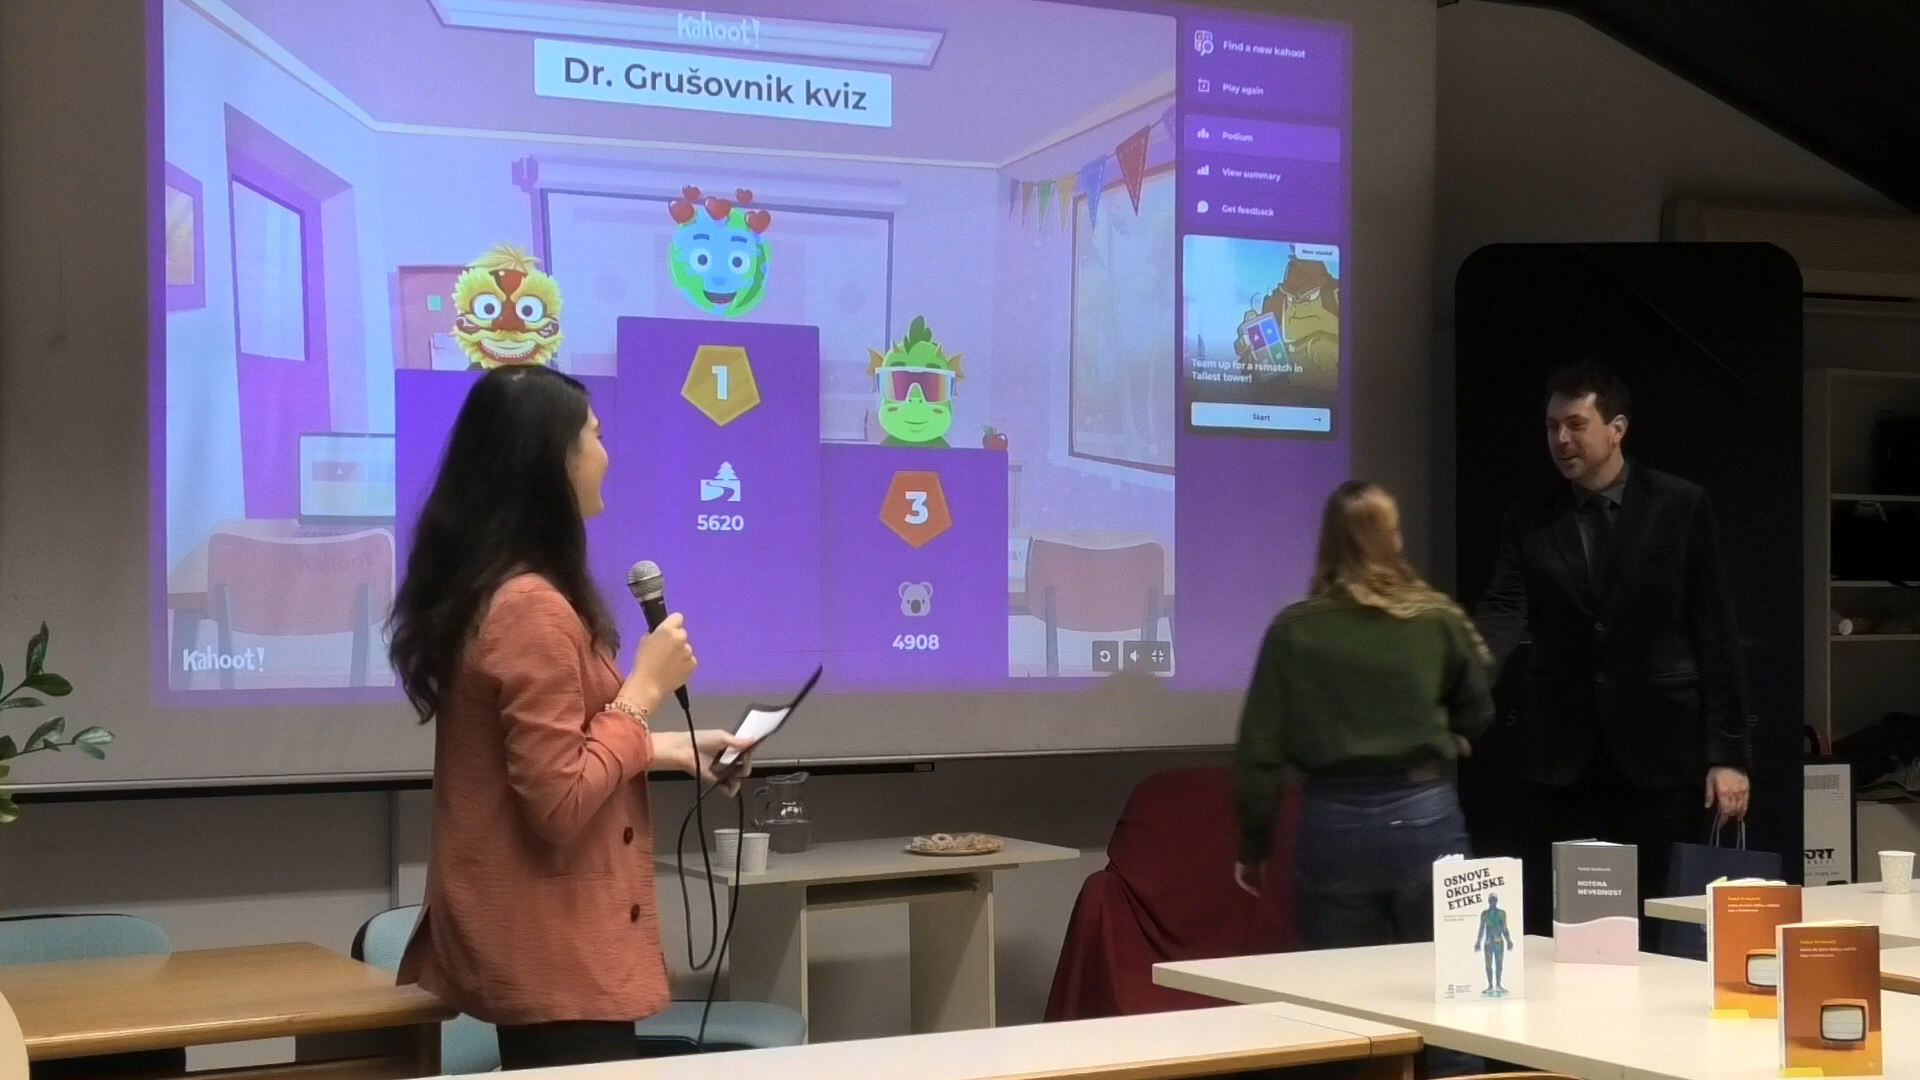 Kahoot!
Dr. Grušovnik kviz
Find a new kahoot
Play again
Podium
View summary
Get feedback
Team up for a rematch in
Tallest tower!
Start
1
5620
3
4908
Kahoot!
OSNOVE
OKOLJSKE
ETIKE
HOTENA
NEVEDNOST